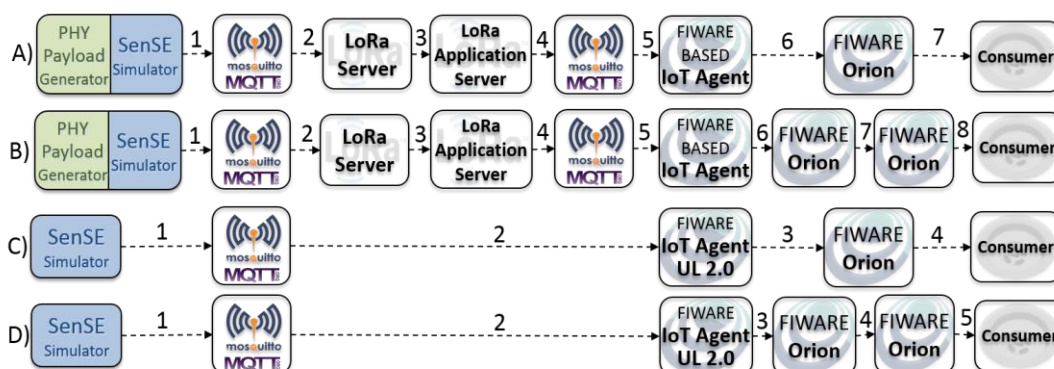 A)
PHY
Payload
Generator
SenSE
Simulator
1
mosquitto
MQTT
2
LoRa
Server
3
LoRa
Application
Server
4
mosquitto
MQTT
5
FIWARE
BASED
IoT Agent
6
FIWARE
Orion
7
Consumer
B)
PHY
Payload
Generator
SenSE
Simulator
1
mosquitto
MQTT
2
LoRa
Server
3
LoRa
Application
Server
4
mosquitto
MQTT
5
FIWARE
BASED
IoT Agent
6
FIWARE
Orion
7
FIWARE
Orion
8
Consumer
C)
SenSE
Simulator
1
mosquitto
MQTT
2
FIWARE
IoT Agent
UL 2.0
3
FIWARE
Orion
4
Consumer
D)
SenSE
Simulator
1
mosquitto
MQTT
2
FIWARE
IoT Agent
UL 2.0
3
FIWARE
Orion
4
FIWARE
Orion
5
Consumer